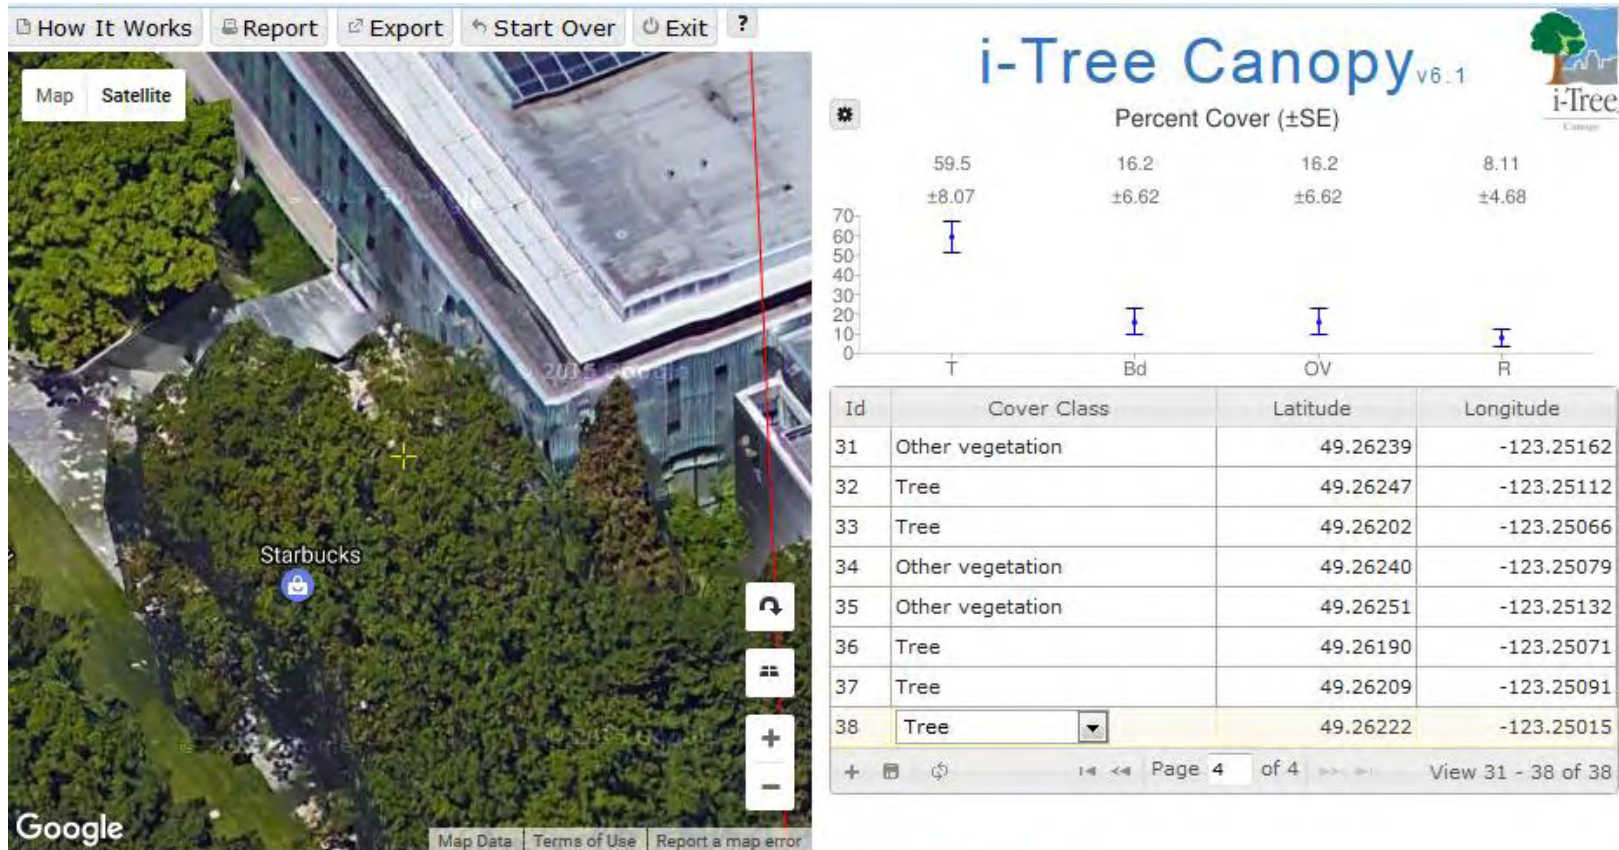 How It Works Report Export Start Over Exit ?
Map Satellite
Starbucks
Google
Map Data Terms of Use Report a map error
i-Tree Canopy v6.1
i-Tree
Canopy
Percent Cover (±SE)
59.5 16.2 16.2 8.11
±8.07 ±6.62 ±6.62 ±4.68
70
60
50
40
30
20
10
0
T Bd OV R
Id Cover Class Latitude Longitude
31 Other vegetation 49.26239 -123.25162
32 Tree 49.26247 -123.25112
33 Tree 49.26202 -123.25066
34 Other vegetation 49.26240 -123.25079
35 Other vegetation 49.26251 -123.25132
36 Tree 49.26190 -123.25071
37 Tree 49.26209 -123.25091
38 Tree 49.26222 -123.25015
Page 4 of 4 View 31 - 38 of 38